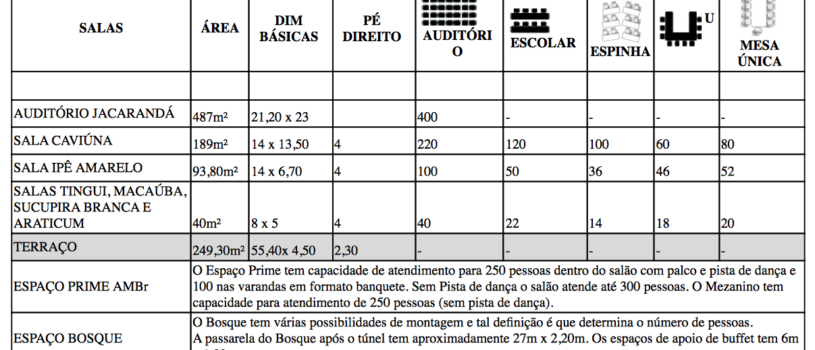 SALAS ÁREA DIM BÁSICAS PÉ DIREITO AUDITÓRIO ESCOLAR ESPINHA U MESA ÚNICA
AUDITÓRIO JACARANDÁ 487m² 21,20 x 23 400 - - - -
SALA CAVIÚNA 189m² 14 x 13,50 4 220 120 100 60 80
SALA IPÊ AMARELO 93,80m² 14 x 6,70 4 100 50 36 46 52
SALAS TINGUI, MACAÚBA,
SUCUPIRA BRANCA E
ARATICUM 40m² 8 x 5 4 40 22 14 18 20
TERRAÇO 249,30m² 55,40x 4,50 2,30 - - - - -
ESPAÇO PRIME AMBr
O Espaço Prime tem capacidade de atendimento para 250 pessoas dentro do salão com palco e pista de dança e
100 nas varandas em formato banquete. Sem Pista de dança o salão atende até 300 pessoas. O Mezanino tem
capacidade para atendimento de 250 pessoas (sem pista de dança).
ESPAÇO BOSQUE
O Bosque tem várias possibilidades de montagem e tal definição é que determina o número de pessoas.
A passarela do Bosque após o túnel tem aproximadamente 27m x 2,20m. Os espaços de apoio de buffet tem 6m